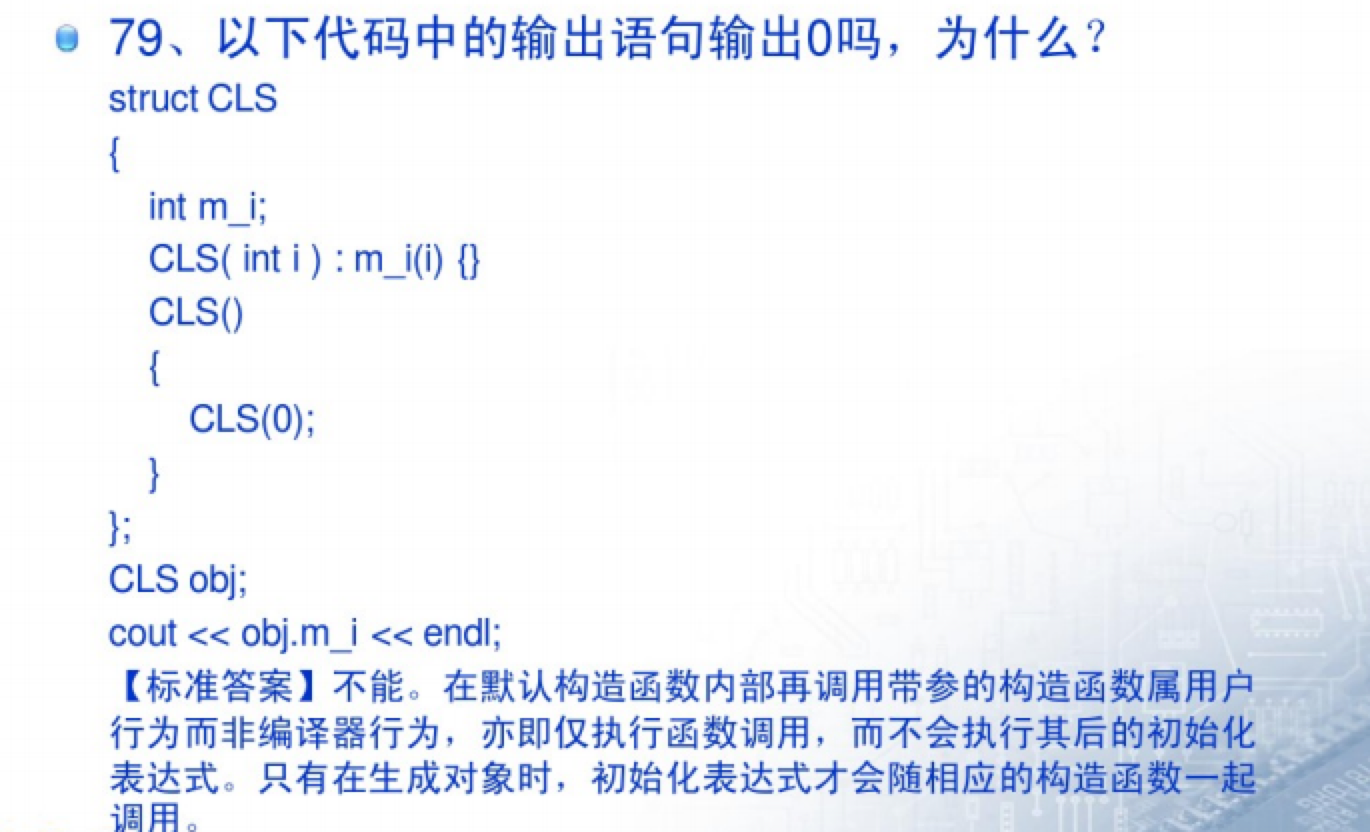 79、以下代码中的输出语句输出0吗，为什么？
struct CLS
{
int m_i;
CLS( int i ) : m_i(i) {}
CLS()
{
CLS(0);
}
};
CLS obj;
cout << obj.m_i << endl;
【标准答案】不能。在默认构造函数内部再调用带参的构造函数属用户
行为而非编译器行为，亦即仅执行函数调用，而不会执行其后的初始化
表达式。只有在生成对象时，初始化表达式才会随相应的构造函数一起
调用。